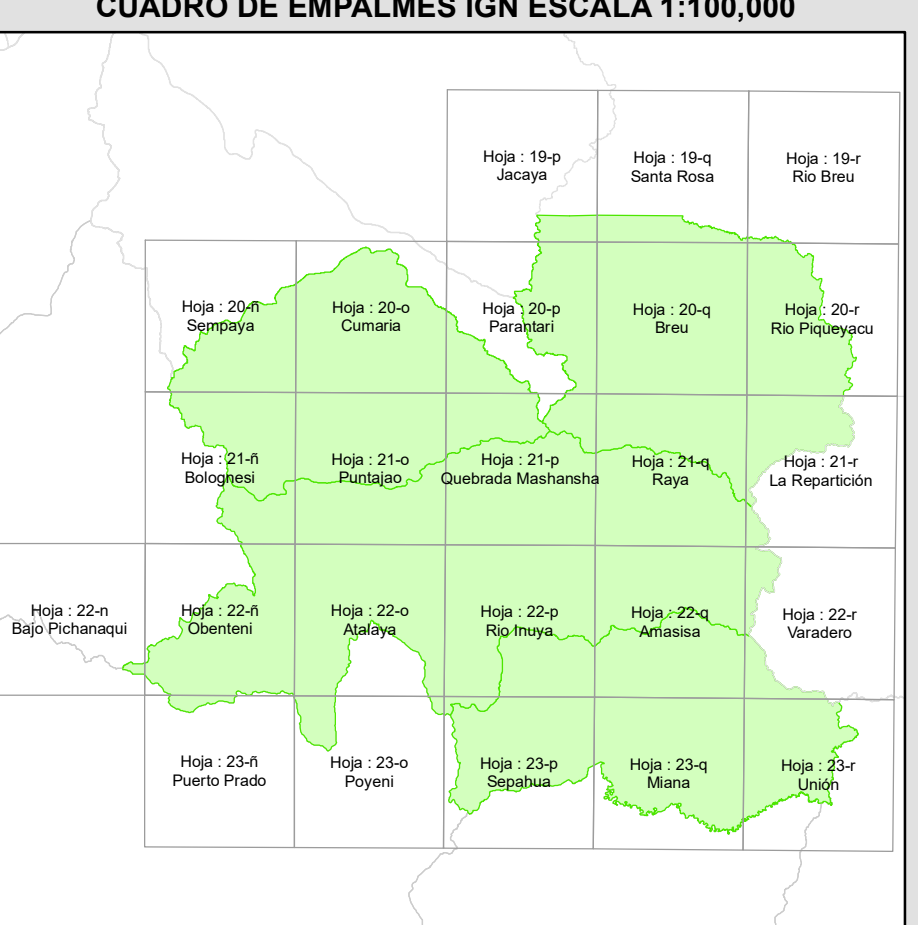 CUADRO DE EMPALMES IGN ESCALA 1:100,000
Hoja : 19-p
Jacaya
Hoja : 19-q
Santa Rosa
Hoja : 19-r
Rio Breu
Hoja : 20-ñ
Sempaya
Hoja : 20-o
Cumaria
Hoja : 20-p
Parantari
Hoja : 20-q
Breu
Hoja : 20-r
Rio Piqueyacu
Hoja : 21-ñ
Bolognesi
Hoja : 21-o
Puntajao
Hoja : 21-p
Quebrada Mashansha
Hoja : 21-q
Raya
Hoja : 21-r
La Repartición
Hoja : 22-n
Bajo Pichanaqui
Hoja : 22-ñ
Obenteni
Hoja : 22-o
Atalaya
Hoja : 22-p
Rio Inuya
Hoja : 22-q
Amasisa
Hoja : 22-r
Varadero
Hoja : 23-ñ
Puerto Prado
Hoja : 23-o
Poyeni
Hoja : 23-p
Sepahua
Hoja : 23-q
Miana
Hoja : 23-r
Unión